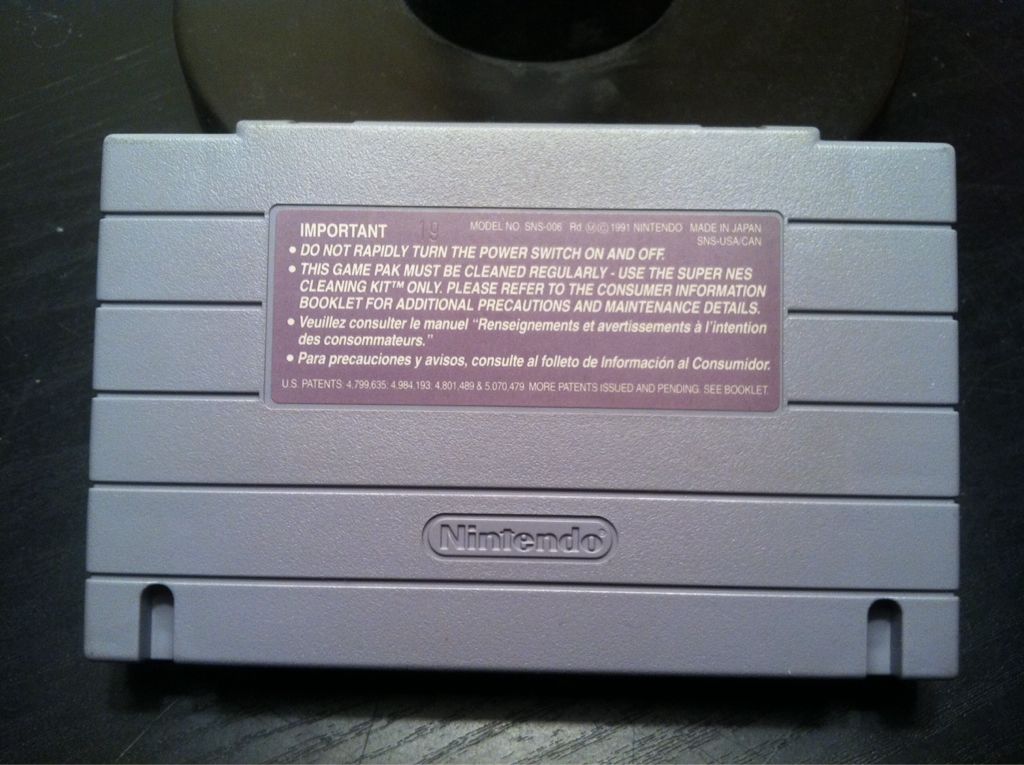 IMPORTANT 19 MODEL NO SNS-006 Rd Ⓜ© 1991 NINTENDO MADE IN JAPAN
SNS-USA/CAN
• DO NOT RAPIDLY TURN THE POWER SWITCH ON AND OFF.
• THIS GAME PAK MUST BE CLEANED REGULARLY - USE THE SUPER NES
CLEANING KIT™ ONLY. PLEASE REFER TO THE CONSUMER INFORMATION
BOOKLET FOR ADDITIONAL PRECAUTIONS AND MAINTENANCE DETAILS.
• Veuillez consulter le manuel “Renseignements et avertissements à l’intention
des consommateurs.”
• Para precauciones y avisos, consulte al folleto de Información al Consumidor.
U.S. PATENTS: 4,799,635; 4,984,193; 4,801,489 & 5,070,479 MORE PATENTS ISSUED AND PENDING. SEE BOOKLET.
Nintendo